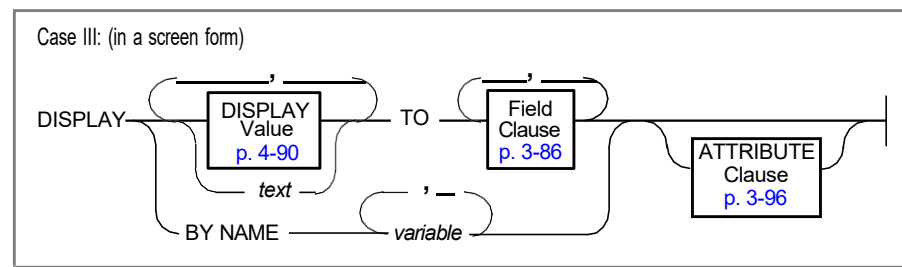 Case III: (in a screen form)
,
,
DISPLAY
DISPLAY
Value
p. 4-90
TO
Field
Clause
p. 3-86
text
ATTRIBUTE
Clause
p. 3-96
,
BY NAME
variable